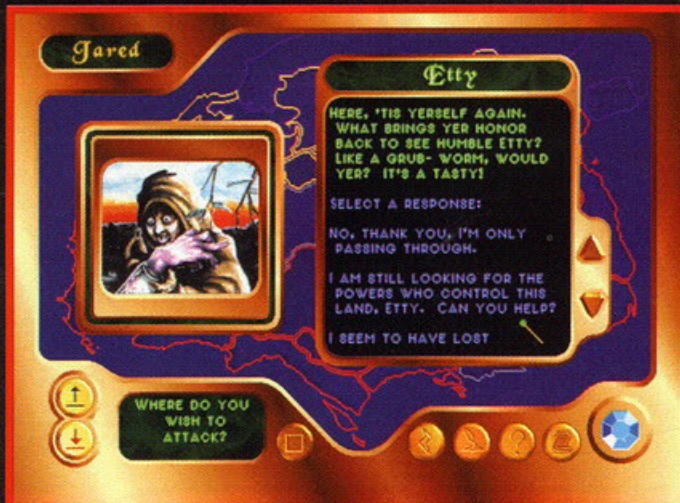 Jared
Etty
HERE, 'TIS YERSELF AGAIN.
WHAT BRINGS YER HONOR
BACK TO SEE HUMBLE ETTY?
LIKE A GRUB- WORM, WOULD
YER? IT'S A TASTY!
SELECT A RESPONSE:
NO, THANK YOU, I'M ONLY
PASSING THROUGH.
I AM STILL LOOKING FOR THE
POWERS WHO CONTROL THIS
LAND, ETTY. CAN YOU HELP?
I SEEM TO HAVE LOST
WHERE DO YOU
WISH TO
ATTACK?
?